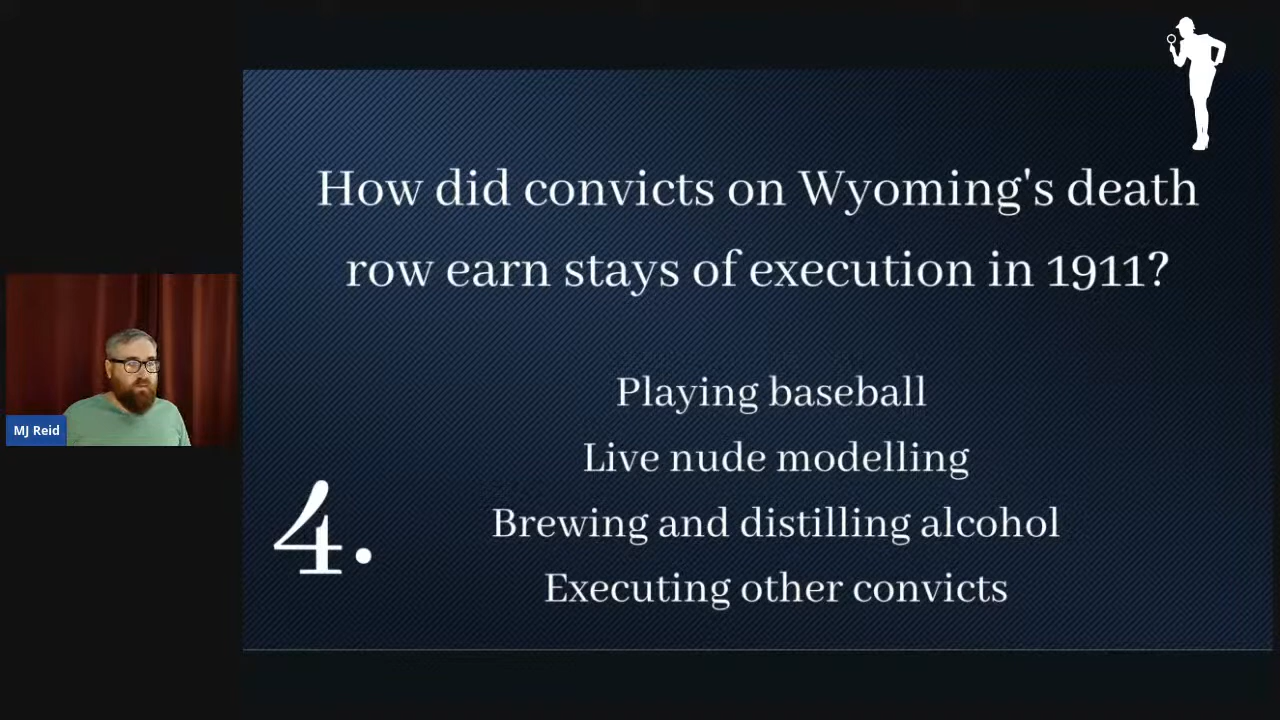 How did convicts on Wyoming's death
row earn stays of execution in 1911?
Playing baseball
Live nude modelling
Brewing and distilling alcohol
Executing other convicts
4.
MJ Reid